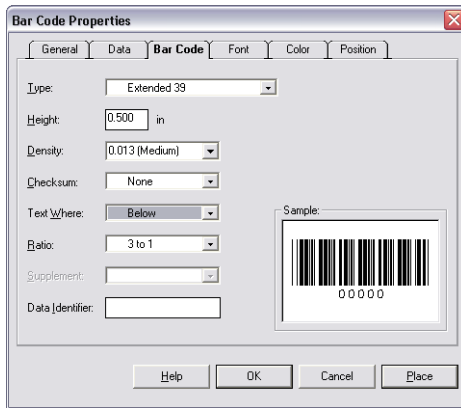 Bar Code Properties
General Data Bar Code Font Color Position
Type: Extended 39
Height: 0.500 in
Density: 0.013 (Medium)
Checksum: None
Text Where: Below
Sample:
Ratio: 3 to 1
00000
Supplement:
Data Identifier:
Help OK Cancel Place